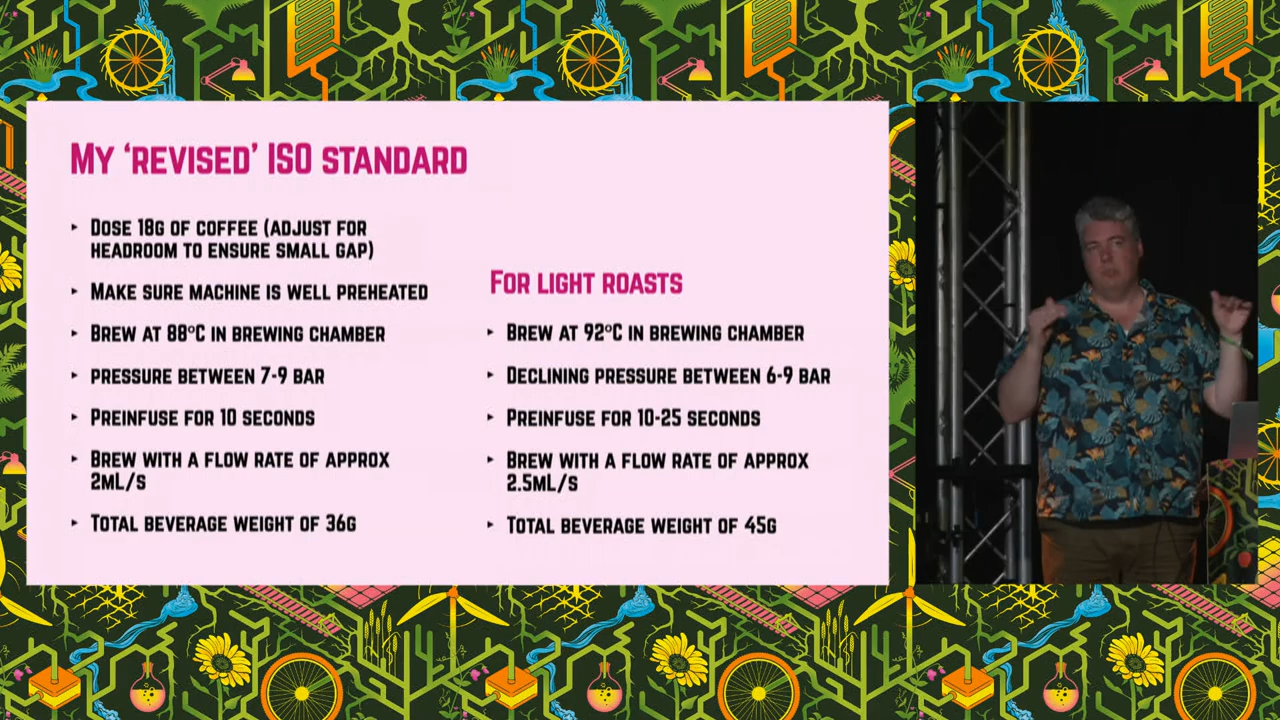 My ‘revised’ ISO standard
‣ Dose 18g of coffee (adjust for
headroom to ensure small gap)
‣ Make sure machine is well preheated
‣ Brew at 88°C in brewing chamber
‣ pressure between 7-9 bar
‣ Preinfuse for 10 seconds
‣ Brew with a flow rate of approx
2mL/s
‣ Total beverage weight of 36g
For light roasts
‣ Brew at 92°C in brewing chamber
‣ Declining pressure between 6-9 bar
‣ Preinfuse for 10-25 seconds
‣ Brew with a flow rate of approx
2.5mL/s
‣ Total beverage weight of 45g